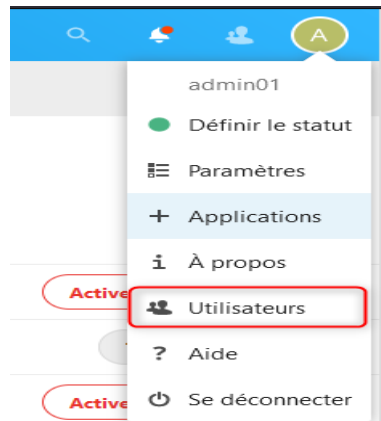 A
admin01
Définir le statut
Paramètres
Applications
À propos
Active
Utilisateurs
Aide
Active
Se déconnecter